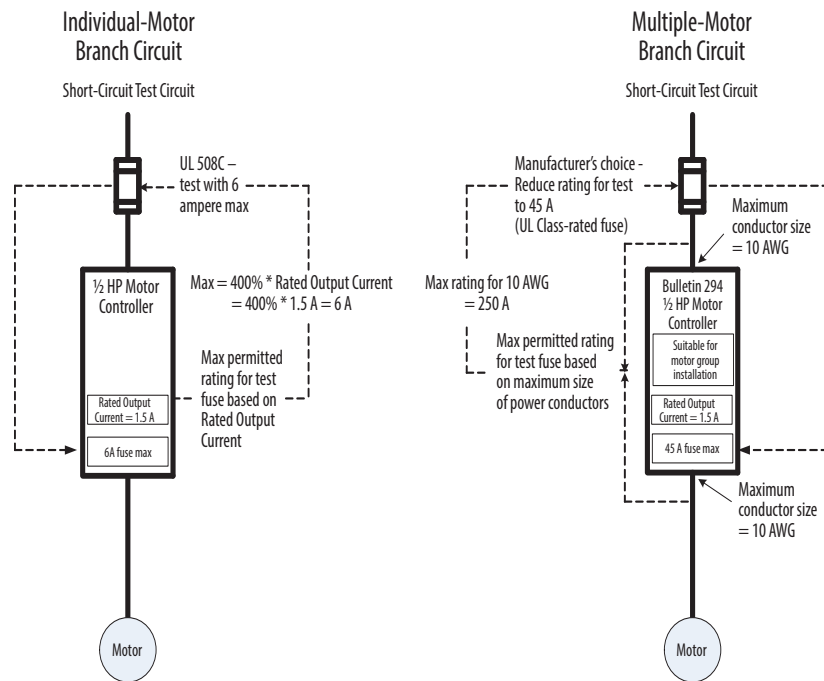 Individual-Motor
Branch Circuit
Short-Circuit Test Circuit
UL 508C –
test with 6
ampere max
½ HP Motor
Controller
Max = 400% * Rated Output Current
= 400% * 1.5 A = 6 A
Max permitted
rating for test
fuse based on
Rated Output
Current
Rated Output
Current = 1.5 A
6A fuse max
Motor
Multiple-Motor
Branch Circuit
Short-Circuit Test Circuit
Manufacturer's choice -
Reduce rating for test
to 45 A
(UL Class-rated fuse)
Maximum
conductor size
= 10 AWG
Max rating for 10 AWG
= 250 A
Max permitted rating
for test fuse based
on maximum size
of power conductors
Bulletin 294
½ HP Motor
Controller
Suitable for
motor group
installation
Rated Output
Current = 1.5 A
45 A fuse max
Maximum
conductor size
= 10 AWG
Motor